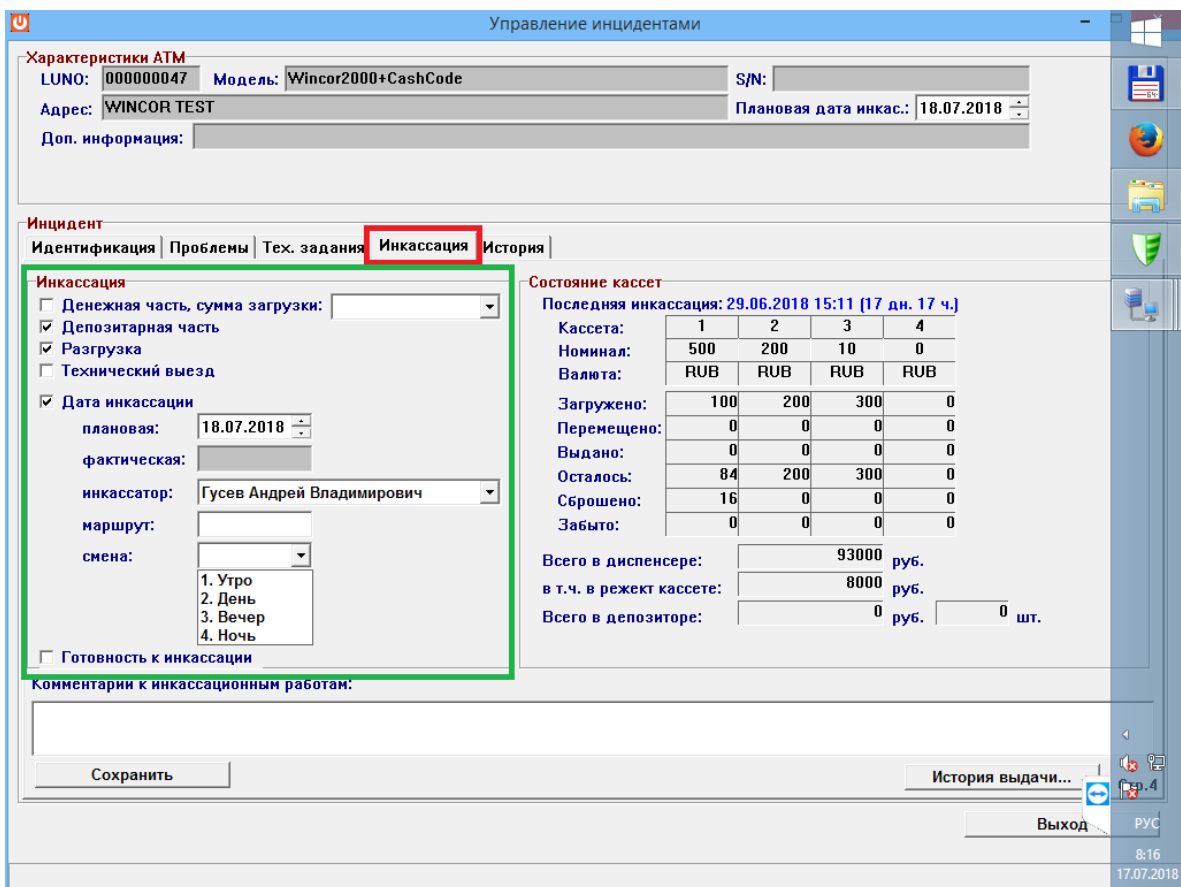 Управление инцидентами
Характеристики АТМ
LUNO: 000000047 Модель: Wincor2000+CashCode S/N:
Адрес: WINCOR TEST Плановая дата инкас.: 18.07.2018
Доп. информация:
Инцидент
Идентификация Проблемы Тех. задания Инкассация История
Инкассация
Денежная часть, сумма загрузки:
Депозитарная часть
Разгрузка
Технический выезд
Дата инкассации
плановая: 18.07.2018
фактическая:
инкассатор: Гусев Андрей Владимирович
маршрут:
смена:
1. Утро
2. День
3. Вечер
4. Ночь
Готовность к инкассации
Состояние кассет
Последняя инкассация: 29.06.2018 15:11 (17 дн. 17 ч.)
Кассета: 1 2 3 4
Номинал: 500 200 10 0
Валюта: RUB RUB RUB RUB
Загружено: 100 200 300 0
Перемещено: 0 0 0 0
Выдано: 0 0 0 0
Осталось: 84 200 300 0
Сброшено: 16 0 0 0
Забыто: 0 0 0 0
Всего в диспенсере: 93000 руб.
в т.ч. в режект кассете: 8000 руб.
Всего в депозиторе: 0 руб. 0 шт.
Комментарии к инкассационным работам:
Сохранить История выдачи...
Выход
64
РУС
8:16
17.07.2018